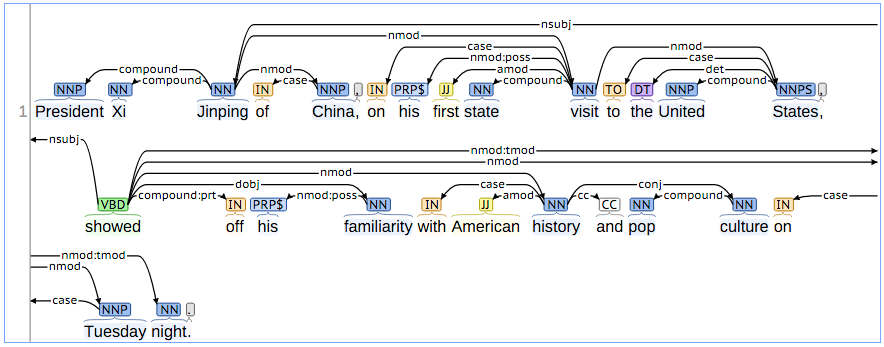 nsubj
nmod
case nmod
nmod:poss case
compound nmod amod det
compound case compound compound
NNP NN NN IN NNP , IN PRP$ JJ NN NN TO DT NNP NNPS ,
1 President Xi Jinping of China, on his first state visit to the United States,
nsubj nmod:tmod
nmod
nmod
dobj case conj
compound:prt nmod:poss amod cc compound case
VBD IN PRP$ NN IN JJ NN CC NN NN IN
showed off his familiarity with American history and pop culture on
nmod:tmod
nmod
case
NNP NN .
Tuesday night.